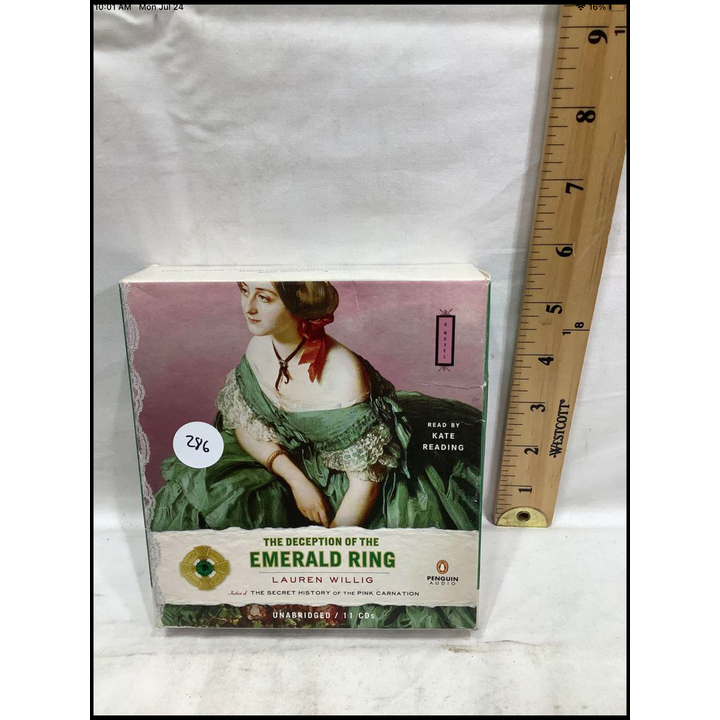 10:01 AM Mon Jul 24
16%
9
8
7
6
5
4
3
2
1
8
WESTCOTT®
A NOVEL
READ BY
KATE
READING
286
THE DECEPTION OF THE
EMERALD RING
LAUREN WILLIG
Author of THE SECRET HISTORY OF THE PINK CARNATION
PENGUIN
AUDIO
UNABRIDGED / 11 CDs